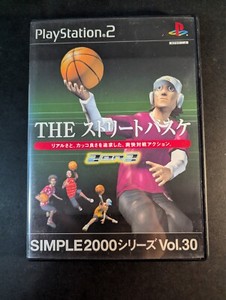 PlayStation.2
THE ストリートバスケ
リアルさと、カッコ良さを追求した、爽快対戦アクション。
3on3
SIMPLE2000シリーズ Vol.30